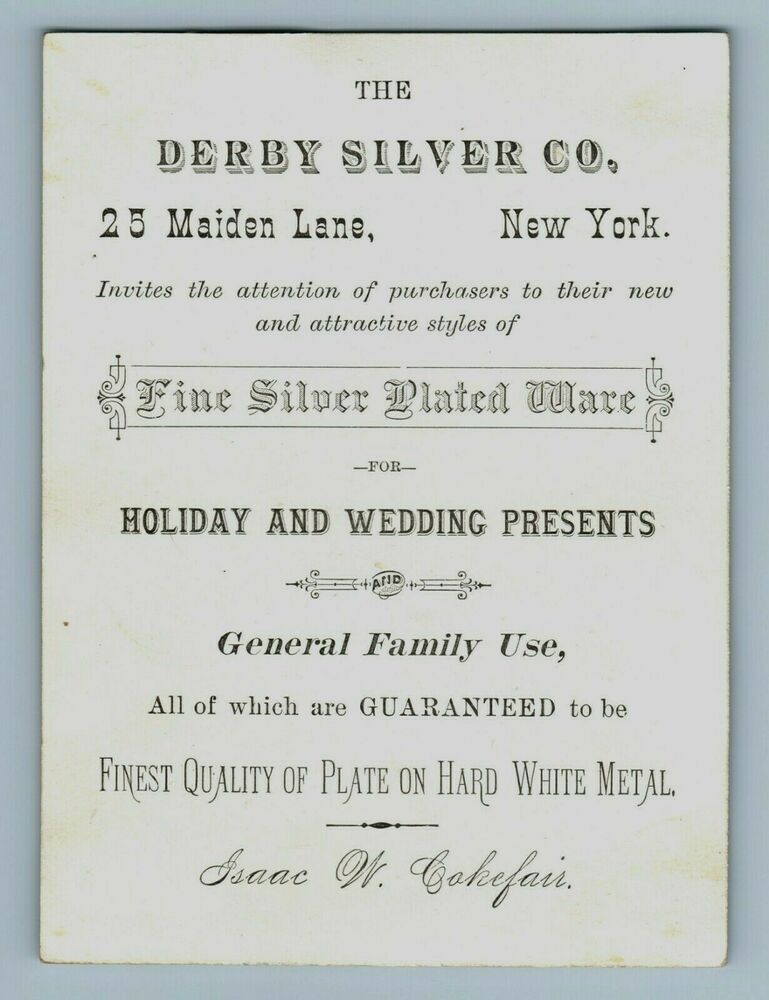 THE
DERBY SILVER CO.
25 Maiden Lane, New York.
Invites the attention of purchasers to their new
and attractive styles of
Fine Silver Plated Ware
—FOR—
HOLIDAY AND WEDDING PRESENTS
AND
General Family Use,
All of which are GUARANTEED to be
FINEST QUALITY OF PLATE ON HARD WHITE METAL.
Isaac W. Cokefair.